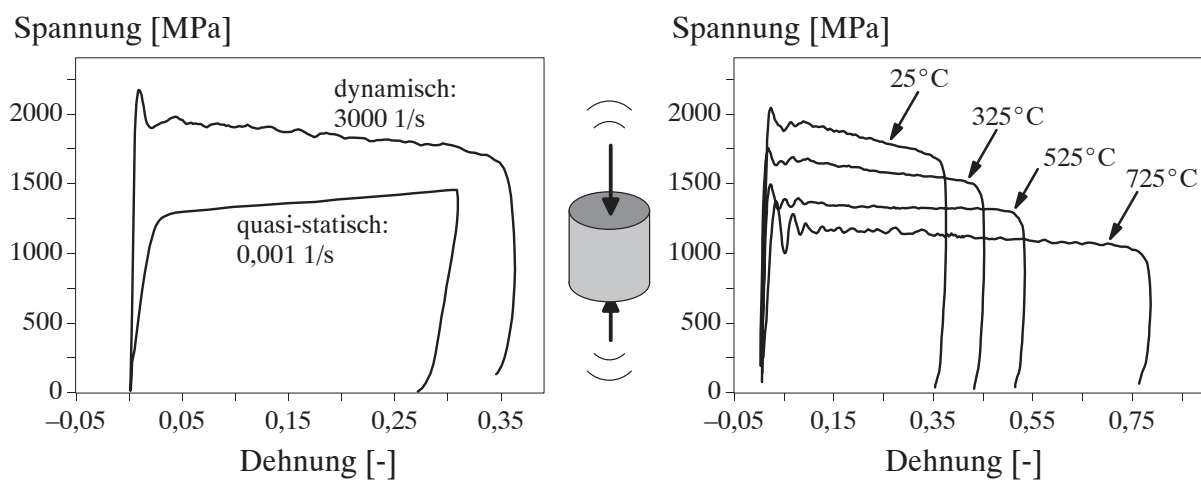 Spannung [MPa]
dynamisch:
3000 1/s
quasi-statisch:
0,001 1/s
2000
1500
1000
500
0
–0,05
0,05
0,15
0,25
0,35
Dehnung [-]
Spannung [MPa]
25°C
325°C
525°C
725°C
2000
1500
1000
500
0
–0,05
0,15
0,35
0,55
0,75
Dehnung [-]